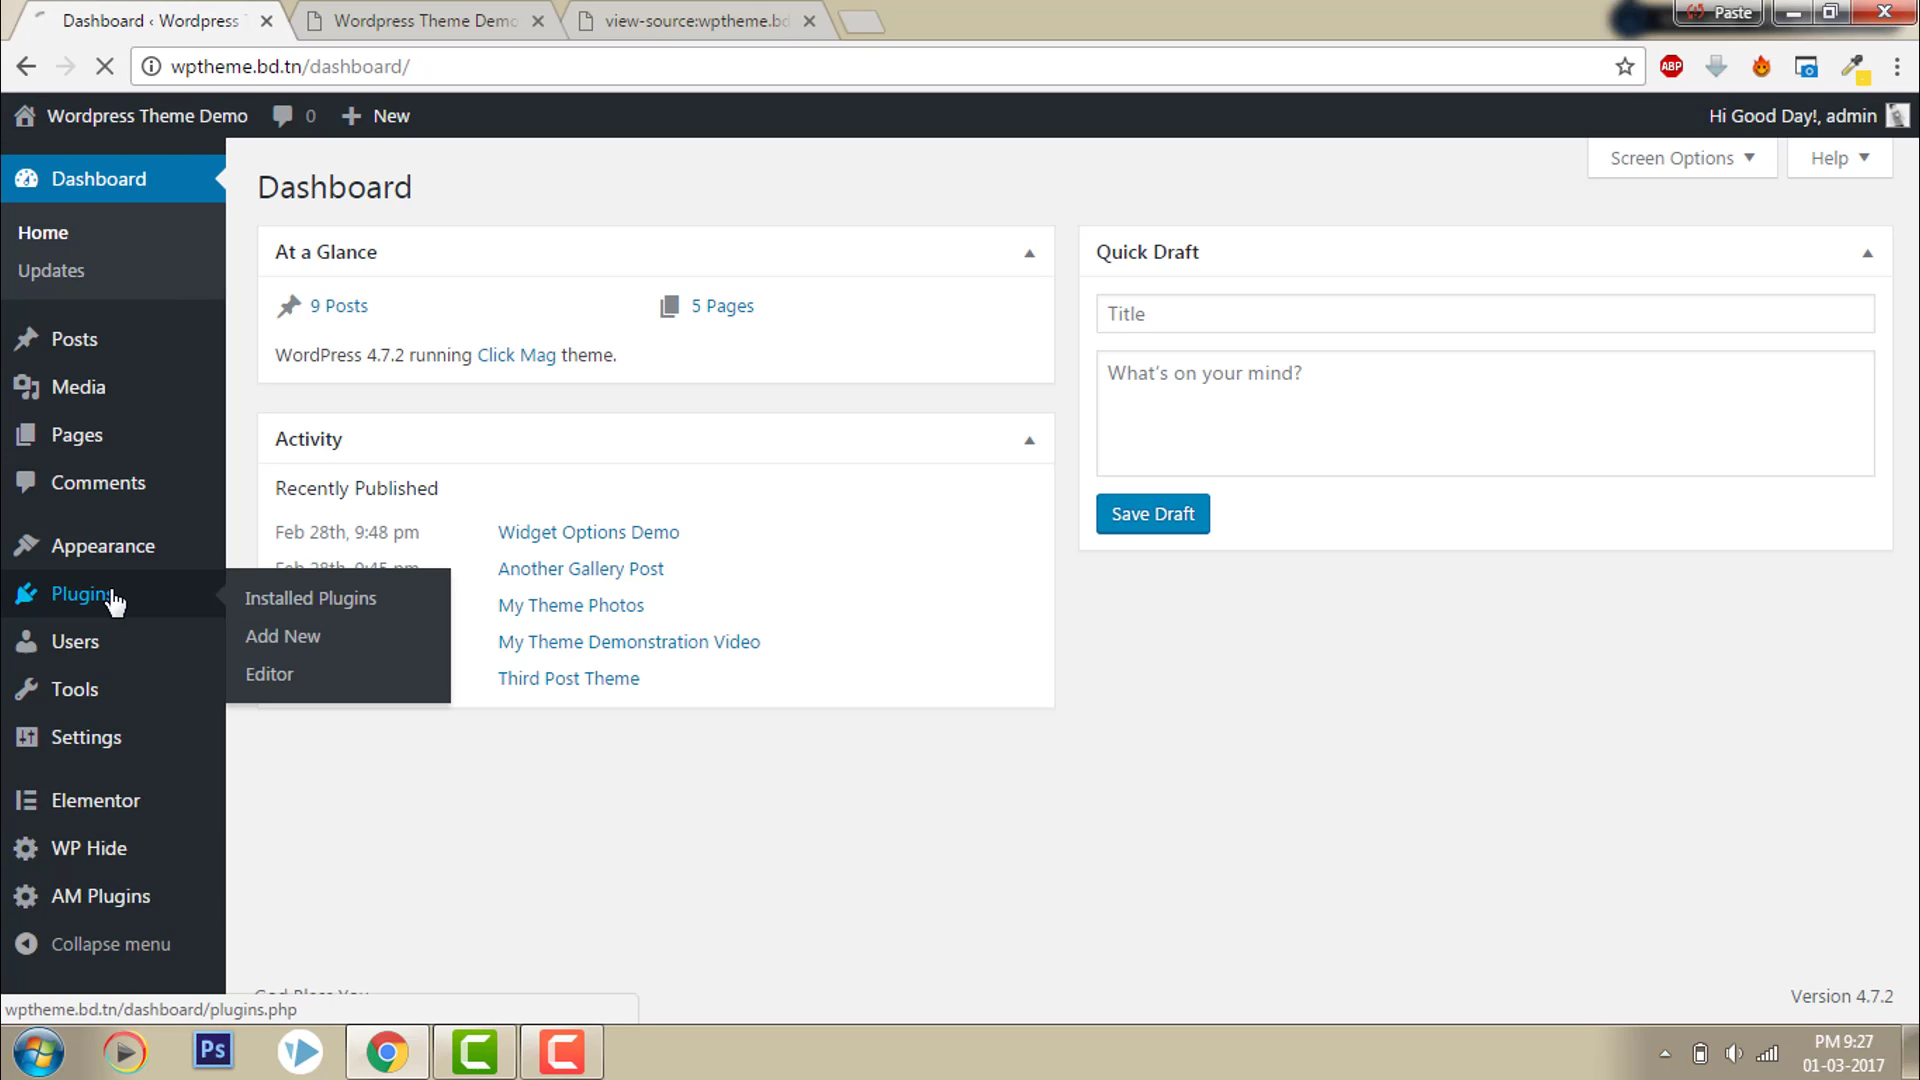 Dashboard ‹ Wordpress T
Wordpress Theme Demo
view-source:wptheme.bd
Paste
wptheme.bd.tn/dashboard/
ABP
Wordpress Theme Demo
0
New
Hi Good Day!, admin
Dashboard
Home
Updates
Posts
Media
Pages
Comments
Appearance
Plugins
Installed Plugins
Add New
Editor
Users
Tools
Settings
Elementor
WP Hide
AM Plugins
Collapse menu
Screen Options
Help
Dashboard
At a Glance
9 Posts
5 Pages
WordPress 4.7.2 running Click Mag theme.
Activity
Recently Published
Feb 28th, 9:48 pm
Widget Options Demo
Feb 28th, 9:45 pm
Another Gallery Post
My Theme Photos
My Theme Demonstration Video
Third Post Theme
Quick Draft
Title
What's on your mind?
Save Draft
God Bless You
Version 4.7.2
wptheme.bd.tn/dashboard/plugins.php
Ps
PM 9:27
01-03-2017